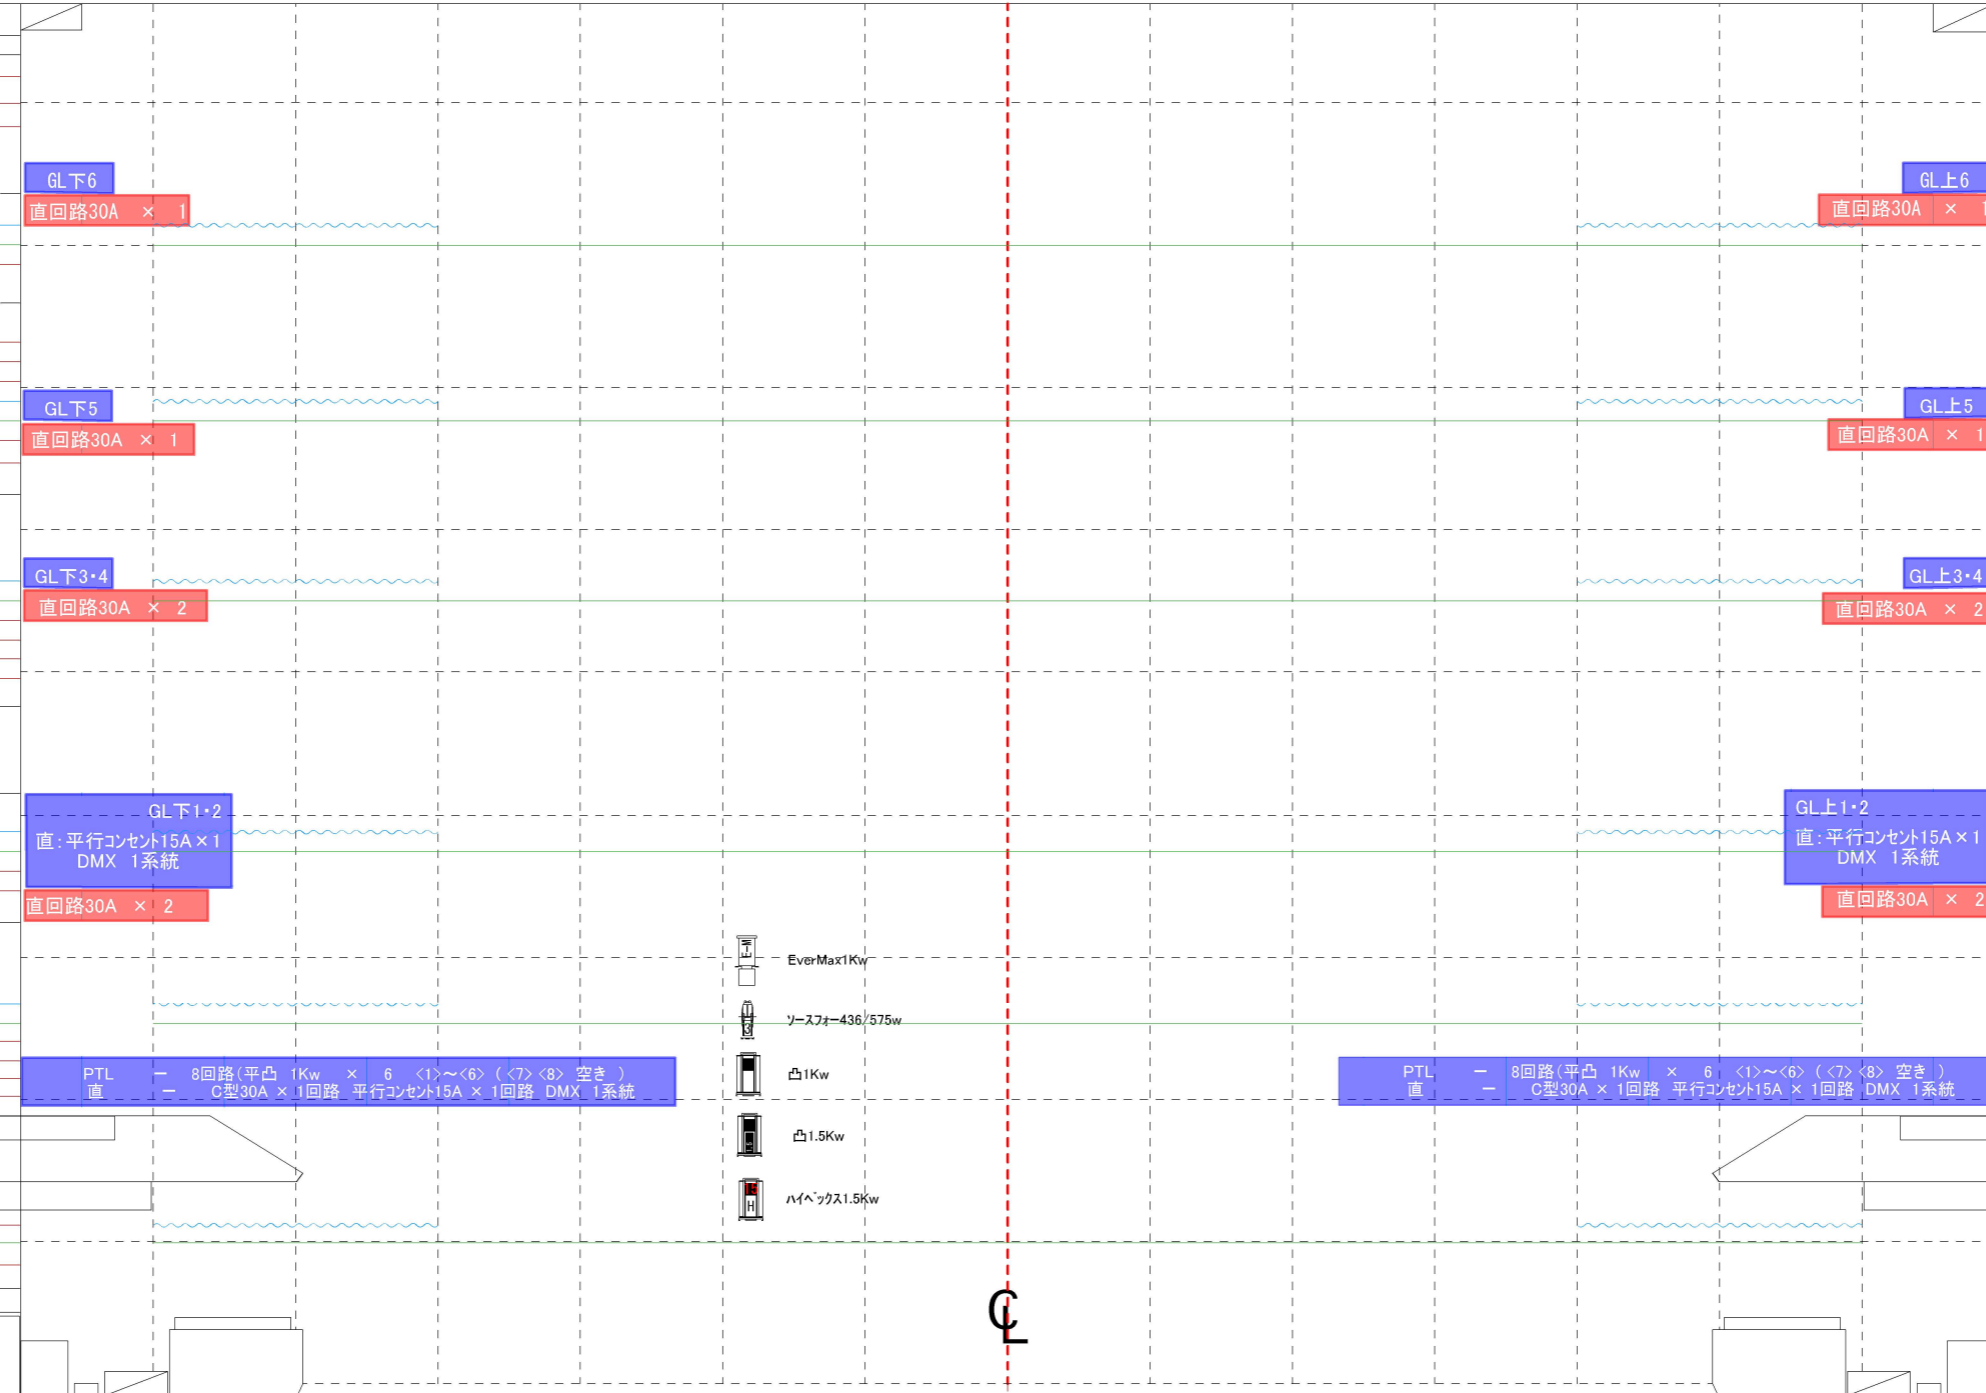 GL下6
直回路30A × 1
GL上6
直回路30A × 1
GL下5
直回路30A × 1
GL上5
直回路30A × 1
GL下3・4
直回路30A × 2
GL上3・4
直回路30A × 2
GL下1・2
直:平行コンセント15A×1
DMX 1系統
直回路30A × 2
GL上1・2
直:平行コンセント15A×1
DMX 1系統
直回路30A × 2
EverMax1Kw
ソースフォー436/575w
凸1Kw
凸1.5Kw
H
ハイペックス1.5Kw
PTL ー 8回路(平凸 1Kw × 6 <1>~<6> ( <7> <8> 空き )
直 ー C型30A × 1回路 平行コンセント15A × 1回路 DMX 1系統
PTL ー 8回路(平凸 1Kw × 6 <1>~<6> ( <7> <8> 空き )
直 ー C型30A × 1回路 平行コンセント15A × 1回路 DMX 1系統
CL